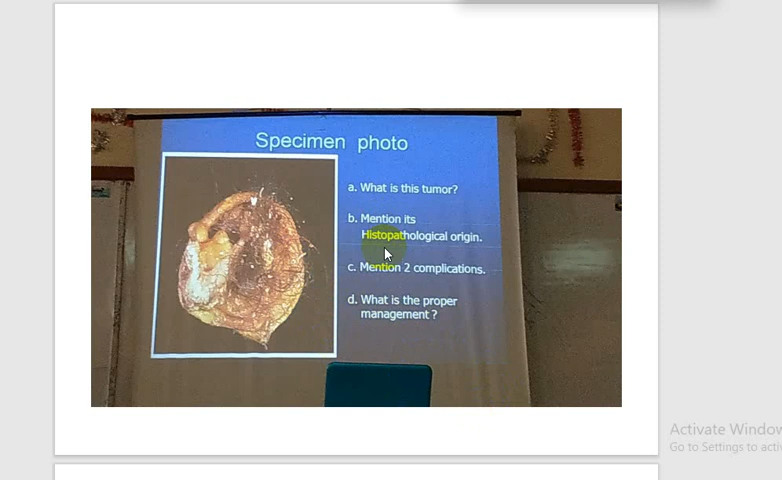 Specimen photo
a. What is this tumor?
b. Mention its
Histopathological origin.
c. Mention 2 complications.
d. What is the proper
management ?
Activate Window
Go to Settings to acti